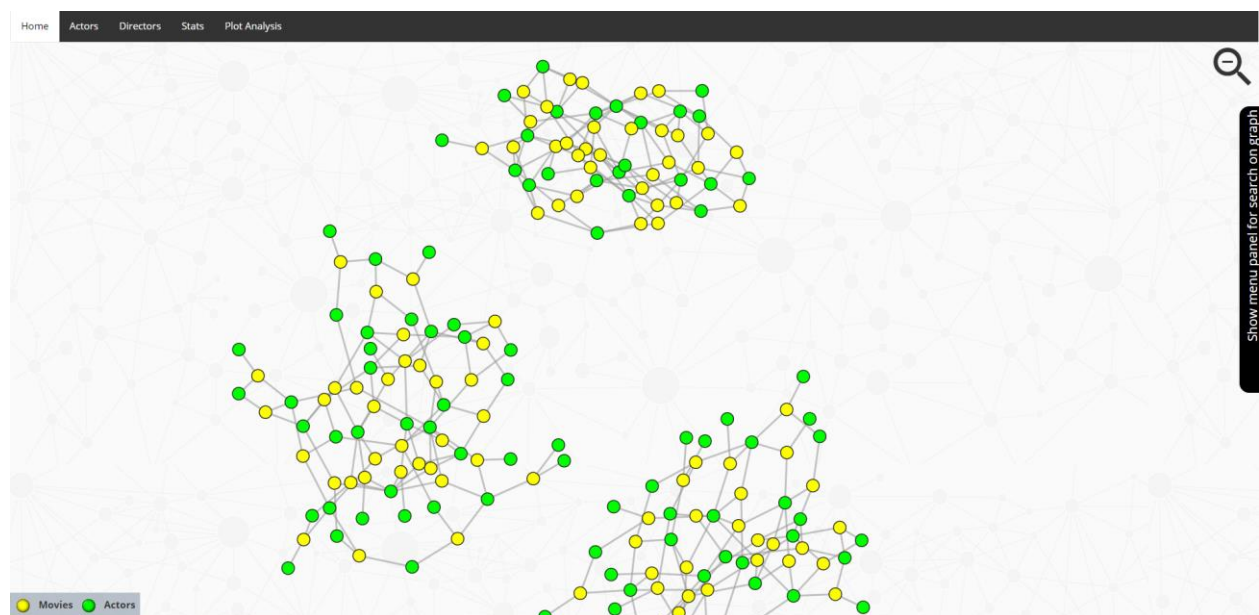 Home Actors Directors Stats Plot Analysis
Show menu panel for search on graph
Movies Actors